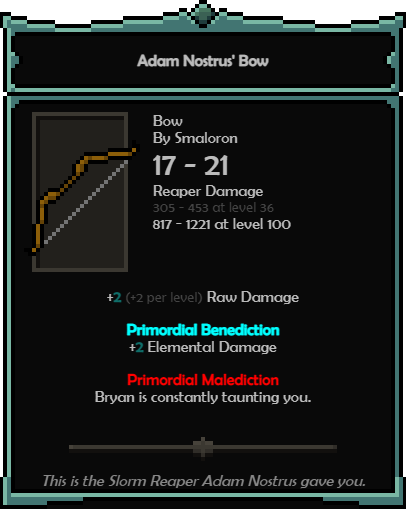 Adam Nostrus' Bow
Bow
By Smaloron
17 - 21
Reaper Damage
305 - 453 at level 36
817 - 1221 at level 100
+2 (+2 per level) Raw Damage
Primordial Benediction
+2 Elemental Damage
Primordial Malediction
Bryan is constantly taunting you.
This is the Slorm Reaper Adam Nostrus gave you.